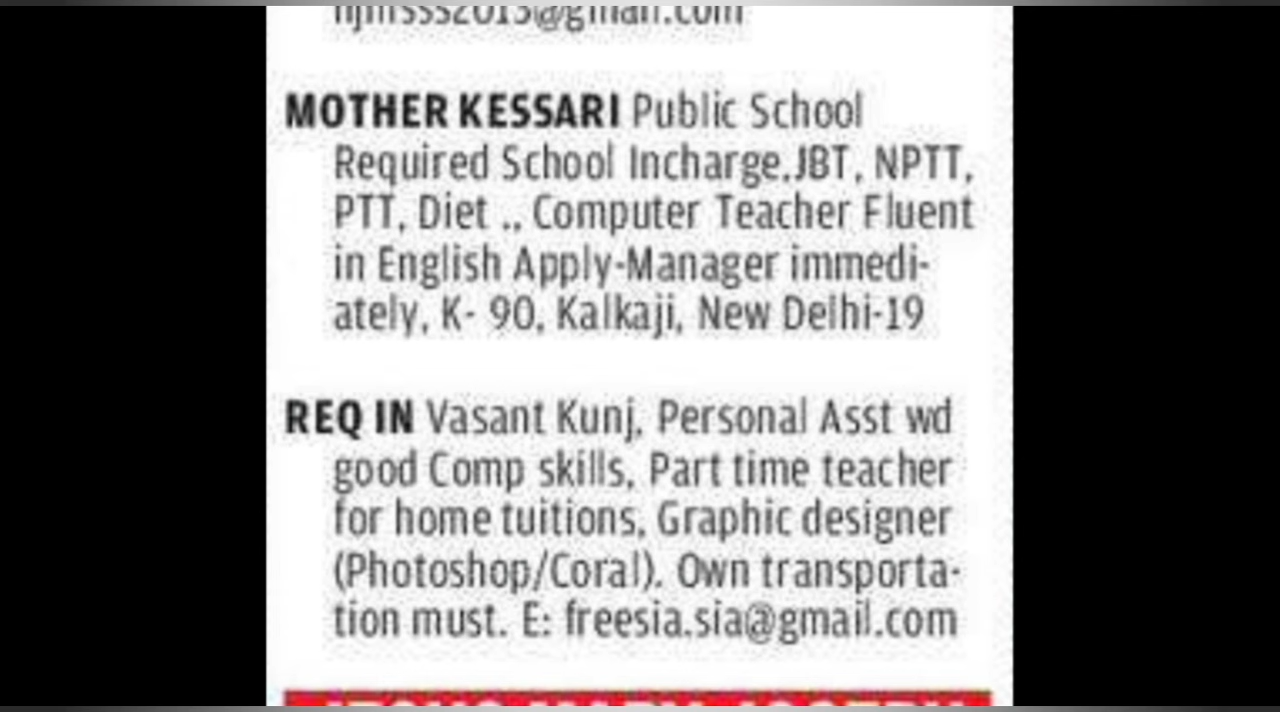 MOTHER KESSARI Public School
Required School Incharge,JBT, NPTT,
PTT, Diet ., Computer Teacher Fluent
in English Apply-Manager immedi-
ately, K- 90, Kalkaji, New Delhi-19
REQ IN Vasant Kunj, Personal Asst wd
good Comp skills, Part time teacher
for home tuitions, Graphic designer
(Photoshop/Coral). Own transporta-
tion must. E: freesia.sia@gmail.com